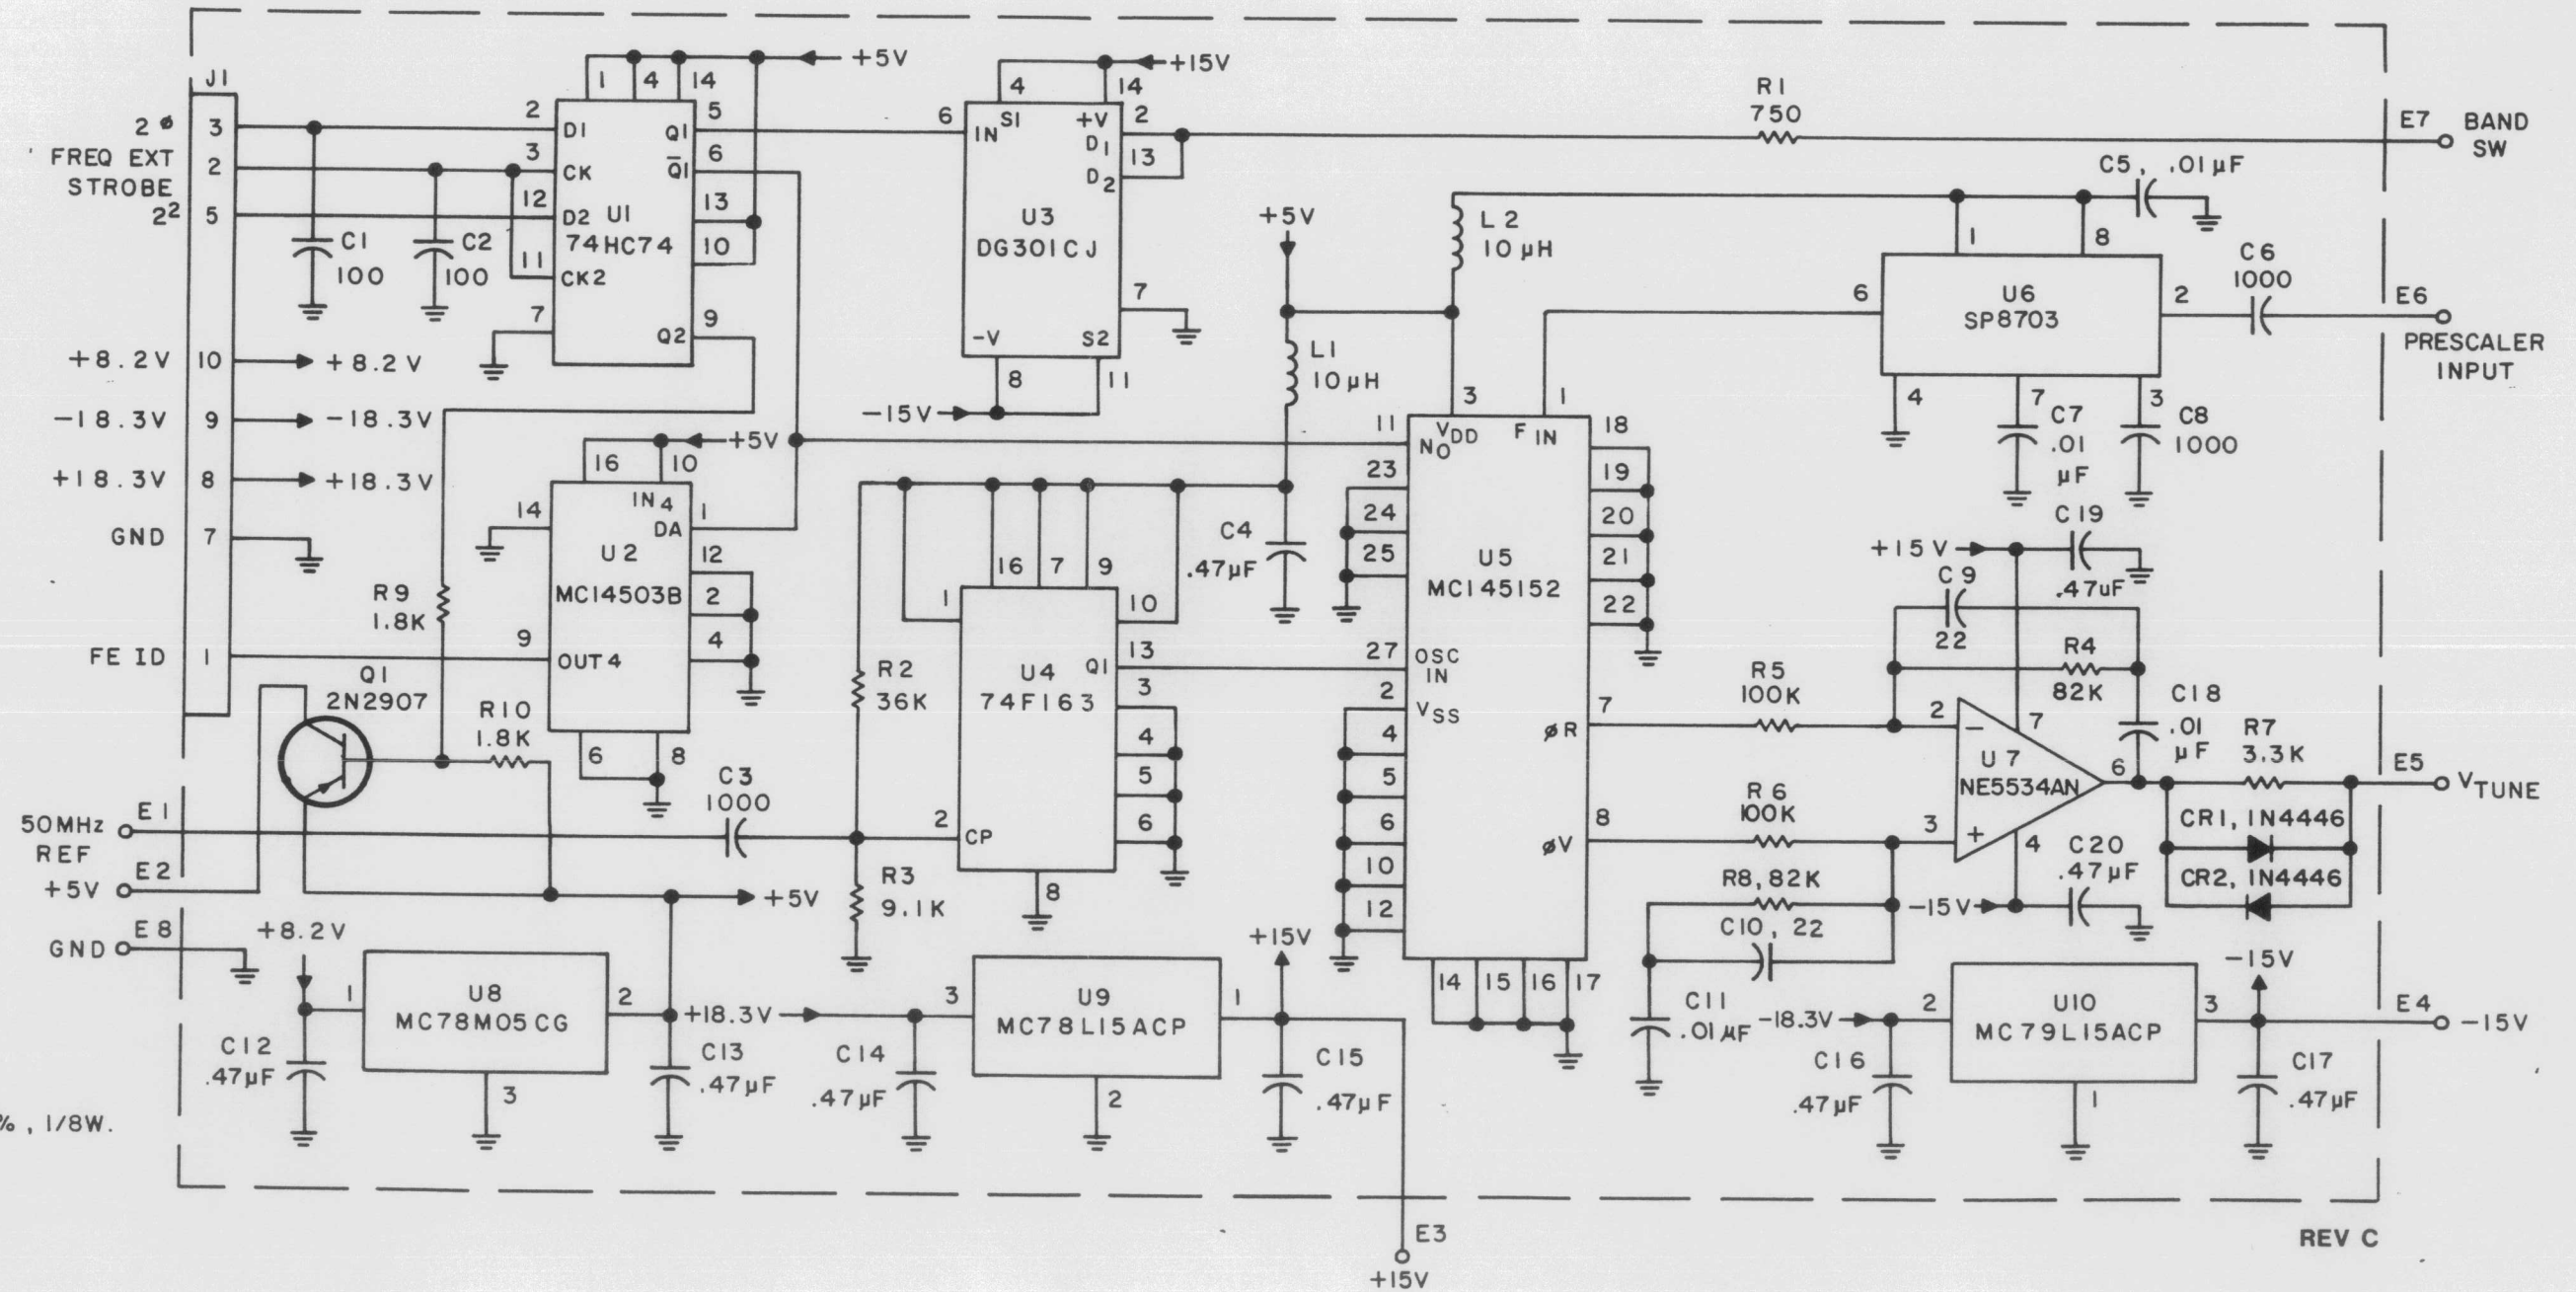 J1
2 ø
3
FREQ EXT
STROBE
2
2²
5
+8.2V
10
+8.2V
-18.3V
9
-18.3V
+18.3V
8
+18.3V
GND
7
FE ID
1
C1
100
C2
100
+5V
1
4
14
2
D1
3
CK
12
D2
11
CK2
7
U1
74HC74
5
Q1
6
Q̅1
13
10
9
Q2
+15V
4
14
6
IN
S1
+V
2
D1
13
D2
U3
DG301CJ
7
-V
S2
8
11
-15V
R1
750
E7
BAND
SW
+5V
L2
10µH
L1
10µH
C5, .01µF
1
8
6
U6
SP8703
2
C6
1000
E6
PRESCALER
INPUT
4
7
C7
.01
µF
3
C8
1000
+5V
16
10
IN4
14
DA
1
U2
MC14503B
12
2
4
9
OUT4
6
8
R9
1.8K
Q1
2N2907
R10
1.8K
50MHz
REF
E1
E2
+5V
E8
GND
C3
1000
R2
36K
R3
9.1K
+5V
C4
.47µF
16
7
9
1
10
U4
74F163
Q1
13
3
4
5
6
2
CP
8
3
1
11
N0
VDD
FIN
23
24
25
U5
MC145152
27
OSC
IN
2
VSS
4
5
6
10
12
14
15
16
17
18
19
20
21
22
7
øR
8
øV
R5
100K
R6
100K
R8, 82K
C10, 22
C11
.01µF
+15V
C19
.47uF
C9
22
R4
82K
2
-
7
U7
NE5534AN
6
3
+
4
C18
.01
µF
R7
3.3K
E5
VTUNE
CR1, 1N4446
CR2, 1N4446
-15V
C20
.47µF
+8.2V
1
U8
MC78M05CG
2
3
C12
.47µF
C13
.47µF
+18.3V
3
U9
MC78L15ACP
1
2
C14
.47µF
+15V
C15
.47µF
E3
+15V
-18.3V
2
U10
MC79L15ACP
3
1
C16
.47µF
-15V
C17
.47µF
E4
-15V
%, 1/8W.
REV C